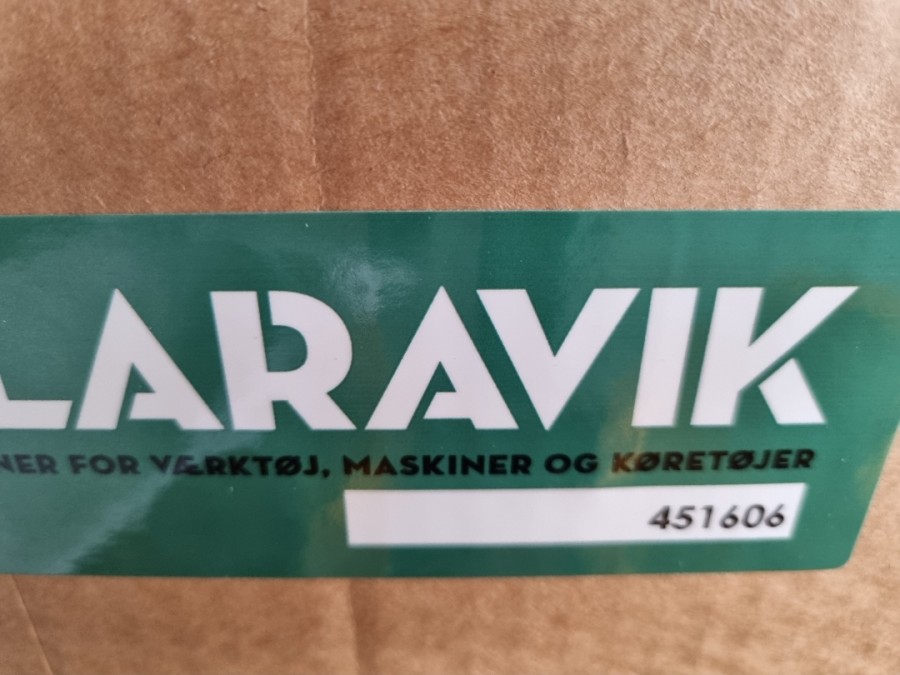 LARAVIK
NER FOR VÆRKTØJ, MASKINER OG KØRETØJER
451606